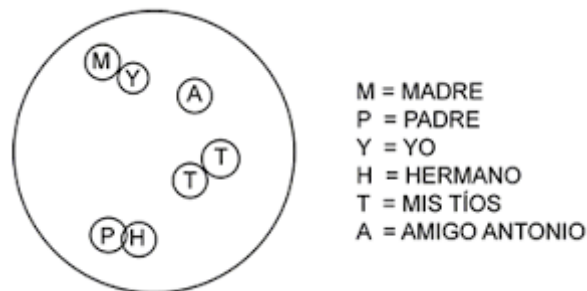 M
Y
A
T
T
P H
M = MADRE
P = PADRE
Y = YO
H = HERMANO
T = MIS TÍOS
A = AMIGO ANTONIO